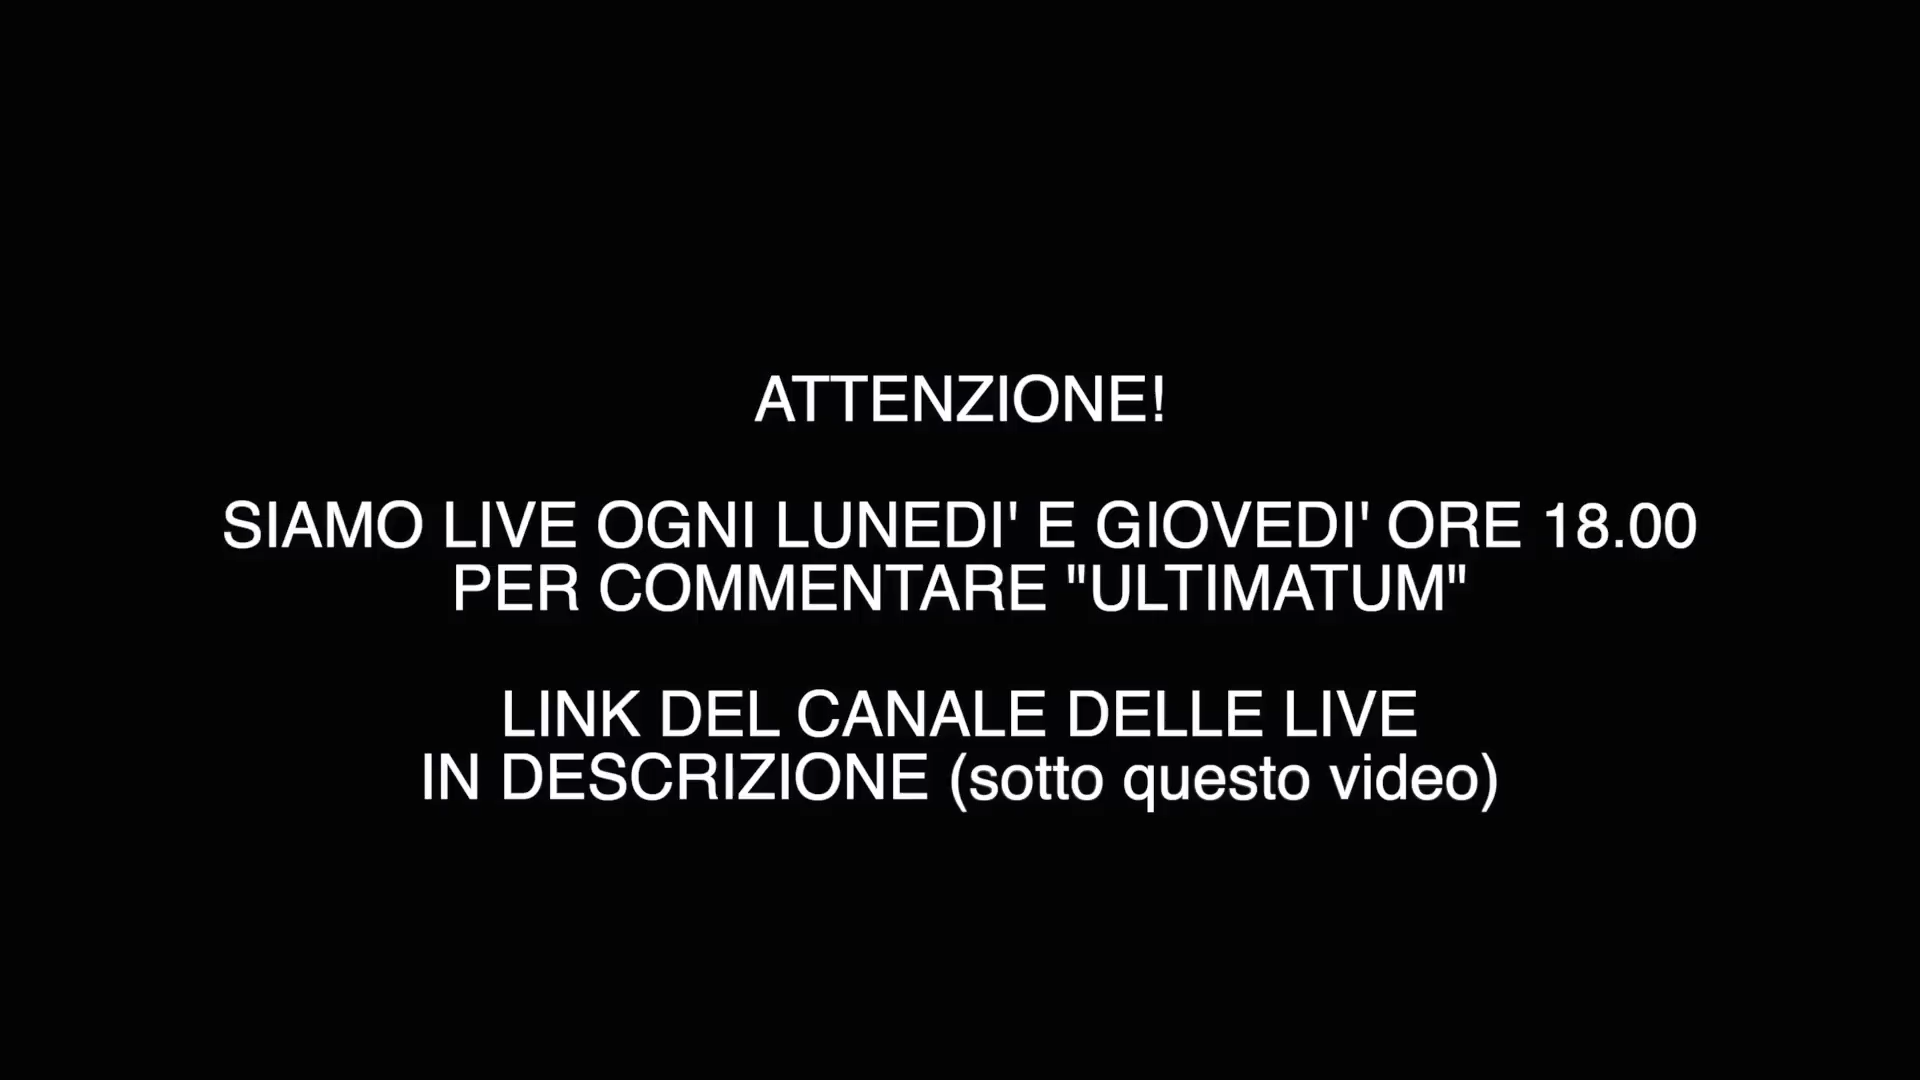 ATTENZIONE!
SIAMO LIVE OGNI LUNEDI' E GIOVEDI' ORE 18.00
PER COMMENTARE "ULTIMATUM"
LINK DEL CANALE DELLE LIVE
IN DESCRIZIONE (sotto questo video)